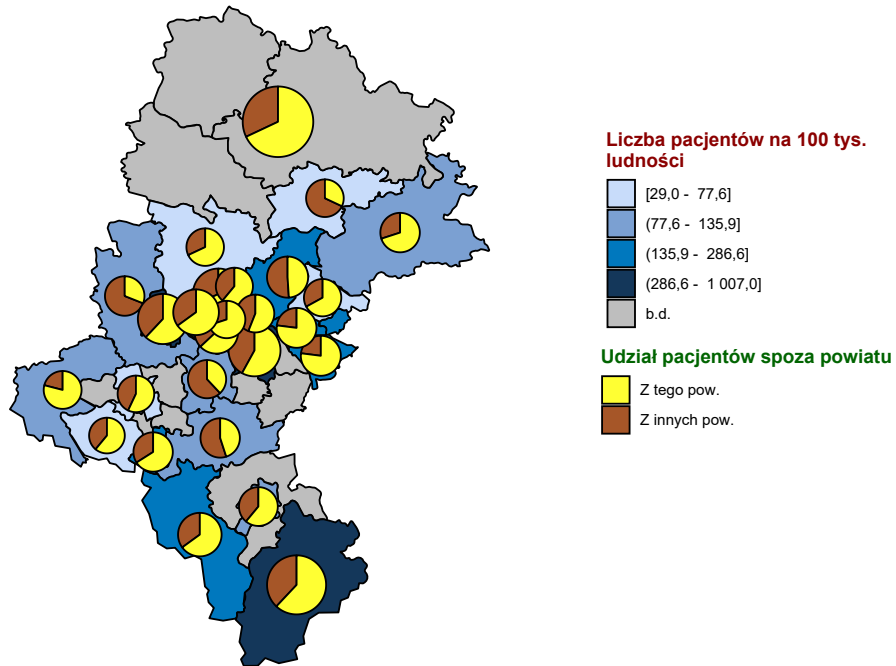 Liczba pacjentów na 100 tys.
ludności
[29,0 - 77,6]
(77,6 - 135,9]
(135,9 - 286,6]
(286,6 - 1 007,0]
b.d.
Udział pacjentów spoza powiatu
Z tego pow.
Z innych pow.